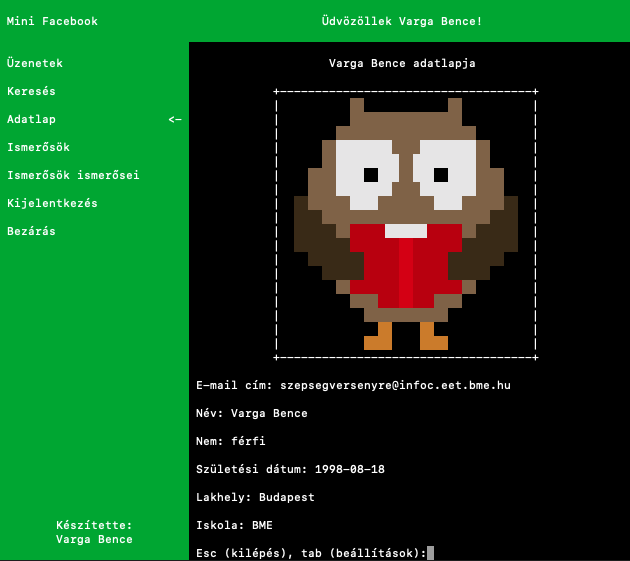 Mini Facebook
Üdvözöllek Varga Bence!
Üzenetek
Keresés
Adatlap <-
Ismerősök
Ismerősök ismerősei
Kijelentkezés
Bezárás
Készítette:
Varga Bence
Varga Bence adatlapja
E-mail cím: szepsegversenyre@infoc.eet.bme.hu
Név: Varga Bence
Nem: férfi
Születési dátum: 1998-08-18
Lakhely: Budapest
Iskola: BME
Esc (kilépés), tab (beállítások):